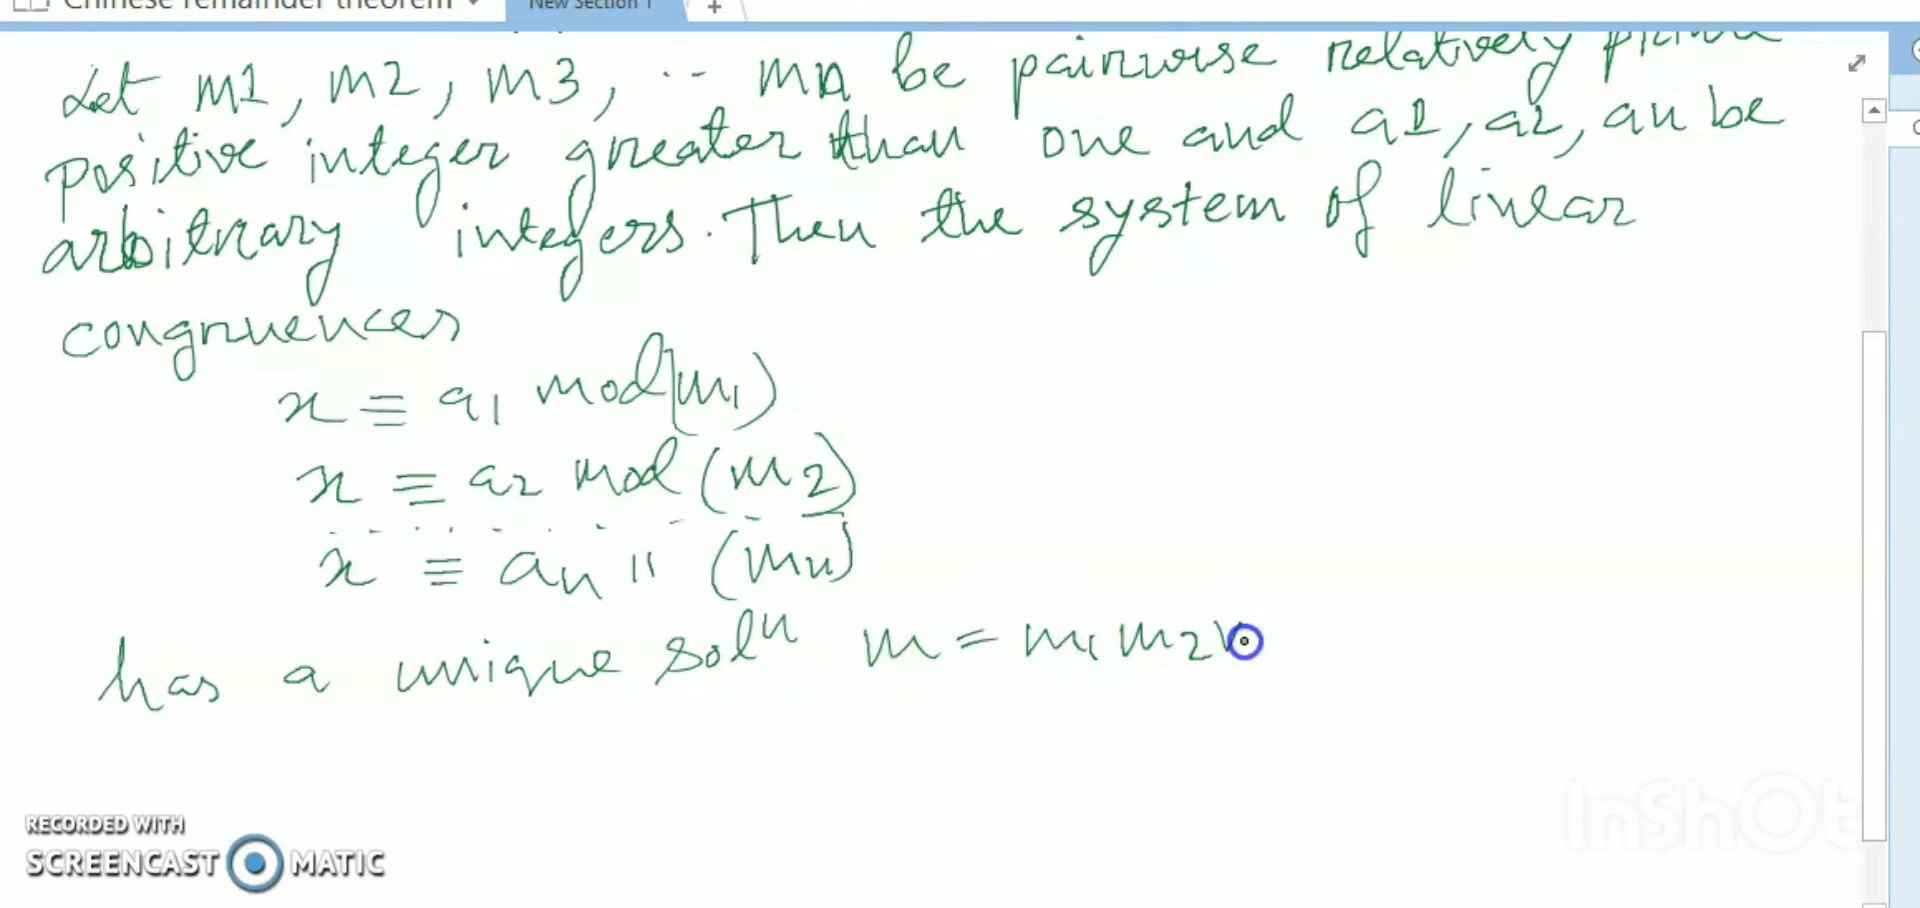 Chinese remainder theorem
New Section 1
Let m1, m2, m3, .. mn be pairwise relatively prime
positive integer greater than one and a1, a2, an be
arbitrary integers. Then the system of linear
congruences
x ≡ a1 mod(m1)
x ≡ a2 mod (m2)
x ≡ an " (mn)
has a unique solⁿ m = m1 m2
RECORDED WITH
SCREENCAST MATIC
InShOt